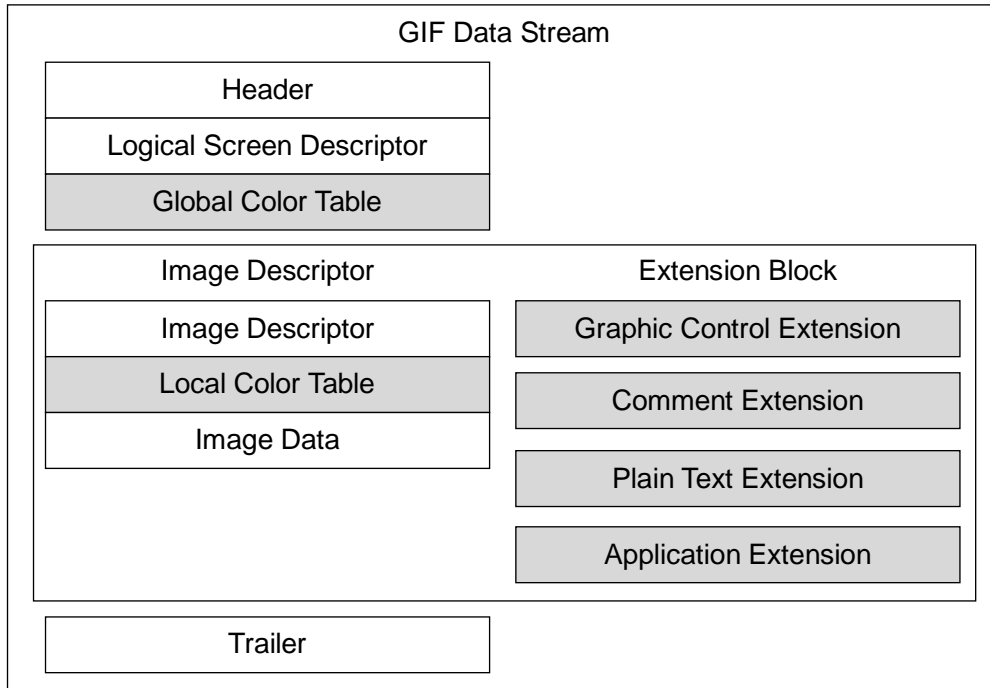 GIF Data Stream
Header
Logical Screen Descriptor
Global Color Table
Image Descriptor
Image Descriptor
Local Color Table
Image Data
Extension Block
Graphic Control Extension
Comment Extension
Plain Text Extension
Application Extension
Trailer